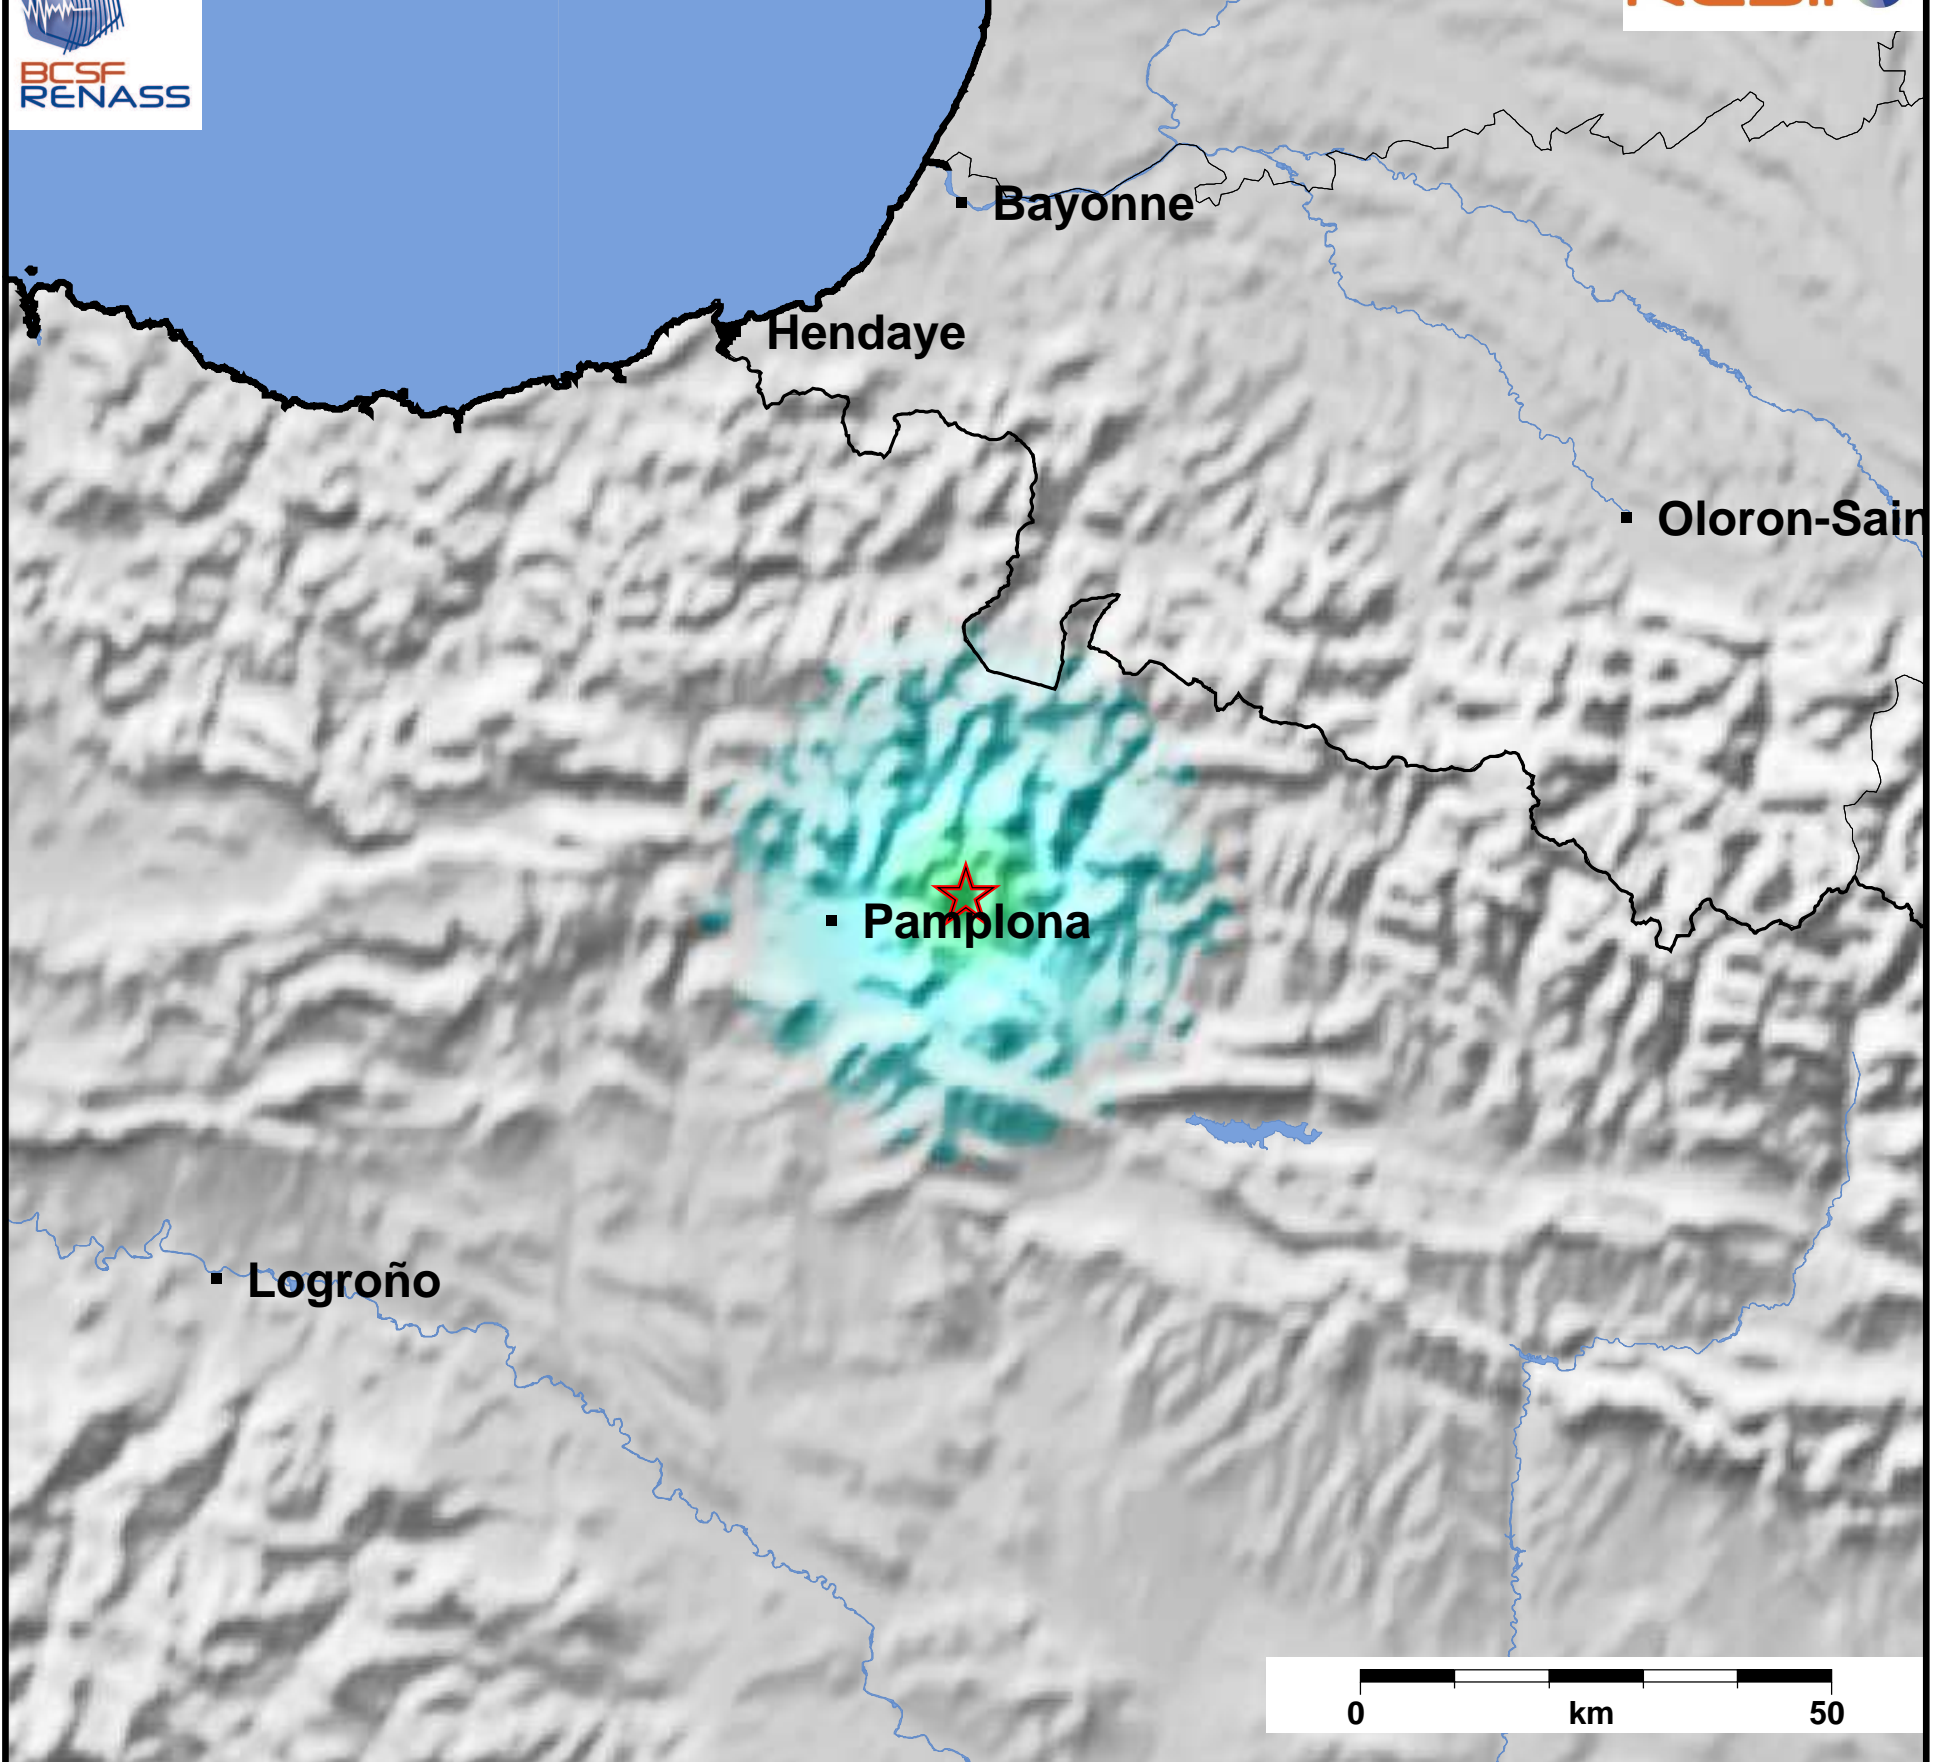 BCSF
RENASS
Bayonne
Hendaye
Oloron-Sain
Pamplona
Logroño
0 km 50